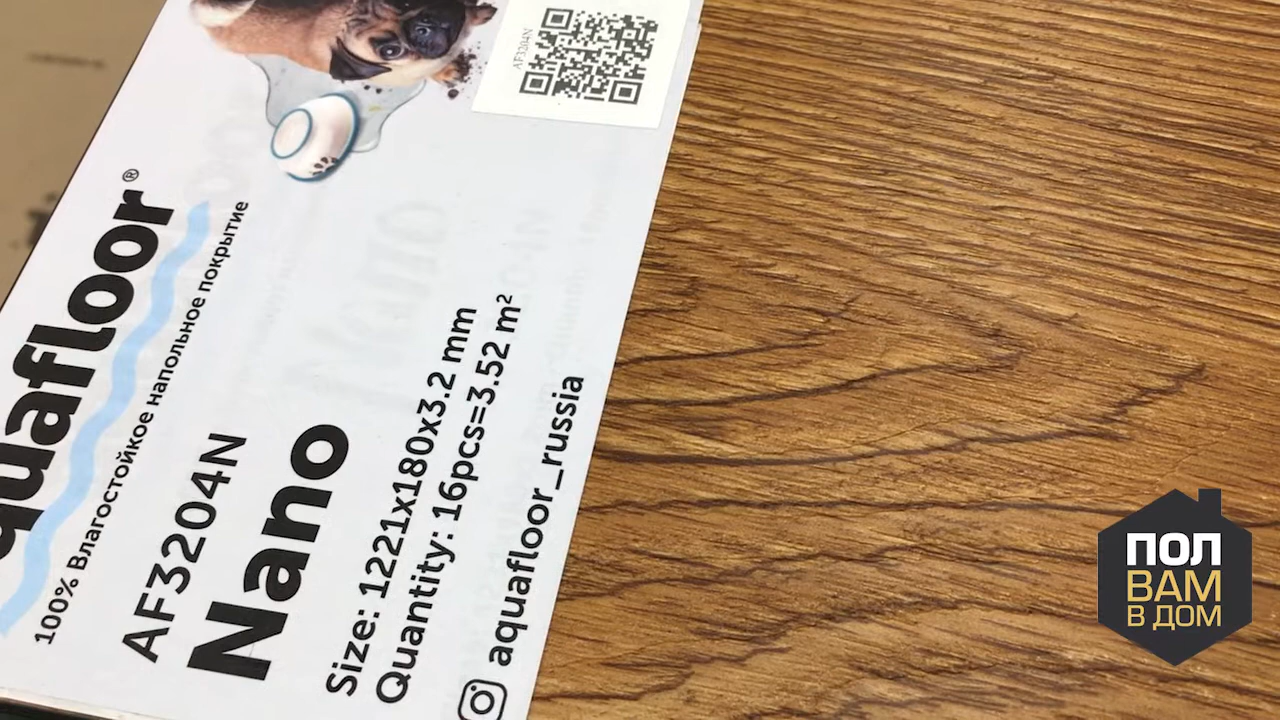 AF3204N
aquafloor®
100% Влагостойкое напольное покрытие
AF3204N
Nano
Size: 1221x180x3.2 mm
Quantity: 16pcs=3.52 m²
aquafloor_russia
ПОЛ
ВАМ
В ДОМ